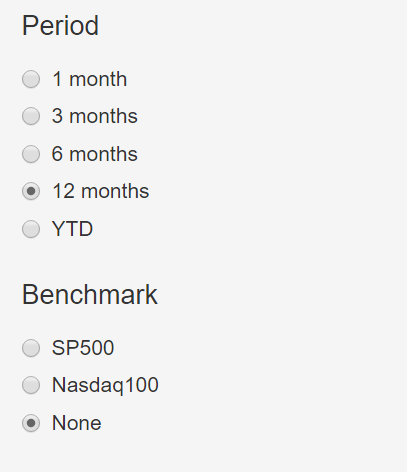 Period
1 month
3 months
6 months
12 months
YTD
Benchmark
SP500
Nasdaq100
None